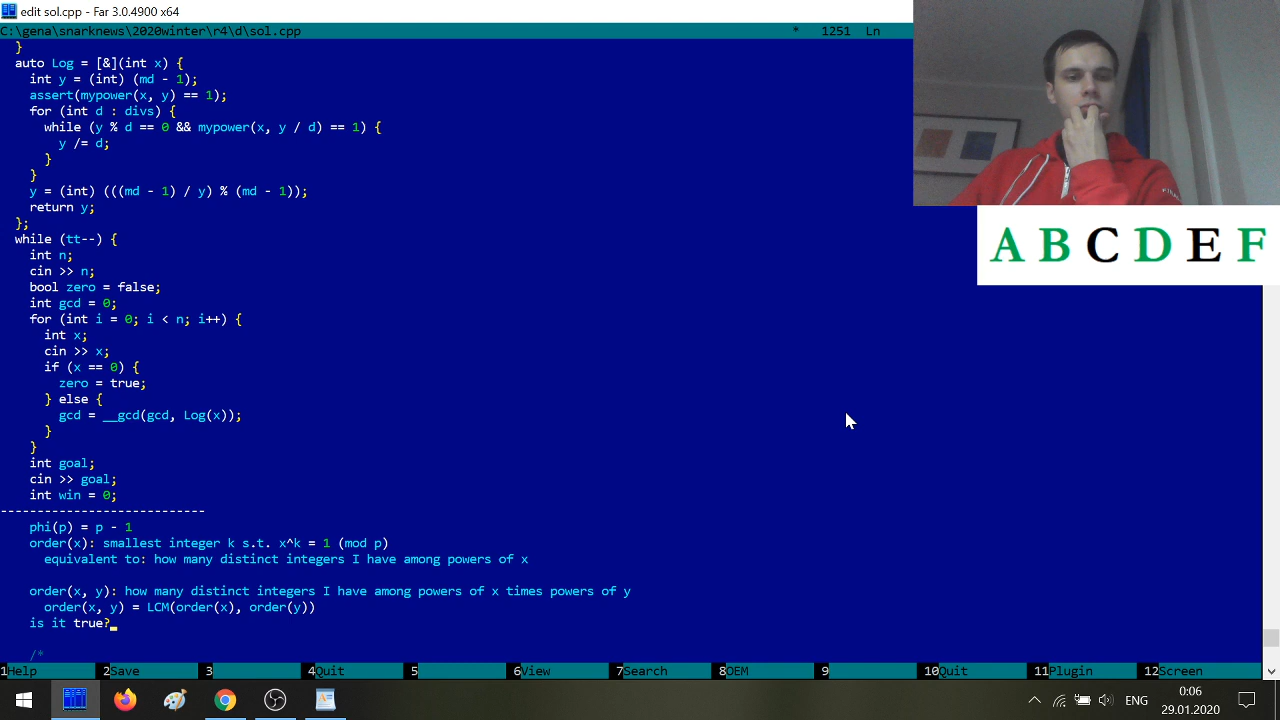 edit sol.cpp - Far 3.0.4900 x64
C:\gena\snarknews\2020winter\r4\d\sol.cpp * 1251 Ln
}
auto Log = [&](int x) {
int y = (int) (md - 1);
assert(mypower(x, y) == 1);
for (int d : divs) {
while (y % d == 0 && mypower(x, y / d) == 1) {
y /= d;
}
}
y = (int) (((md - 1) / y) % (md - 1));
return y;
};
while (tt--) {
int n;
cin >> n;
bool zero = false;
int gcd = 0;
for (int i = 0; i < n; i++) {
int x;
cin >> x;
if (x == 0) {
zero = true;
} else {
gcd = __gcd(gcd, Log(x));
}
}
int goal;
cin >> goal;
int win = 0;
--------------------------
phi(p) = p - 1
order(x): smallest integer k s.t. x^k = 1 (mod p)
equivalent to: how many distinct integers I have among powers of x
order(x, y): how many distinct integers I have among powers of x times powers of y
order(x, y) = LCM(order(x), order(y))
is it true?
/*
A B C D E F
1Help 2Save 3 4Quit 5 6View 7Search 8OEM 9 10Quit 11Plugin 12Screen
ENG
0:06
29.01.2020